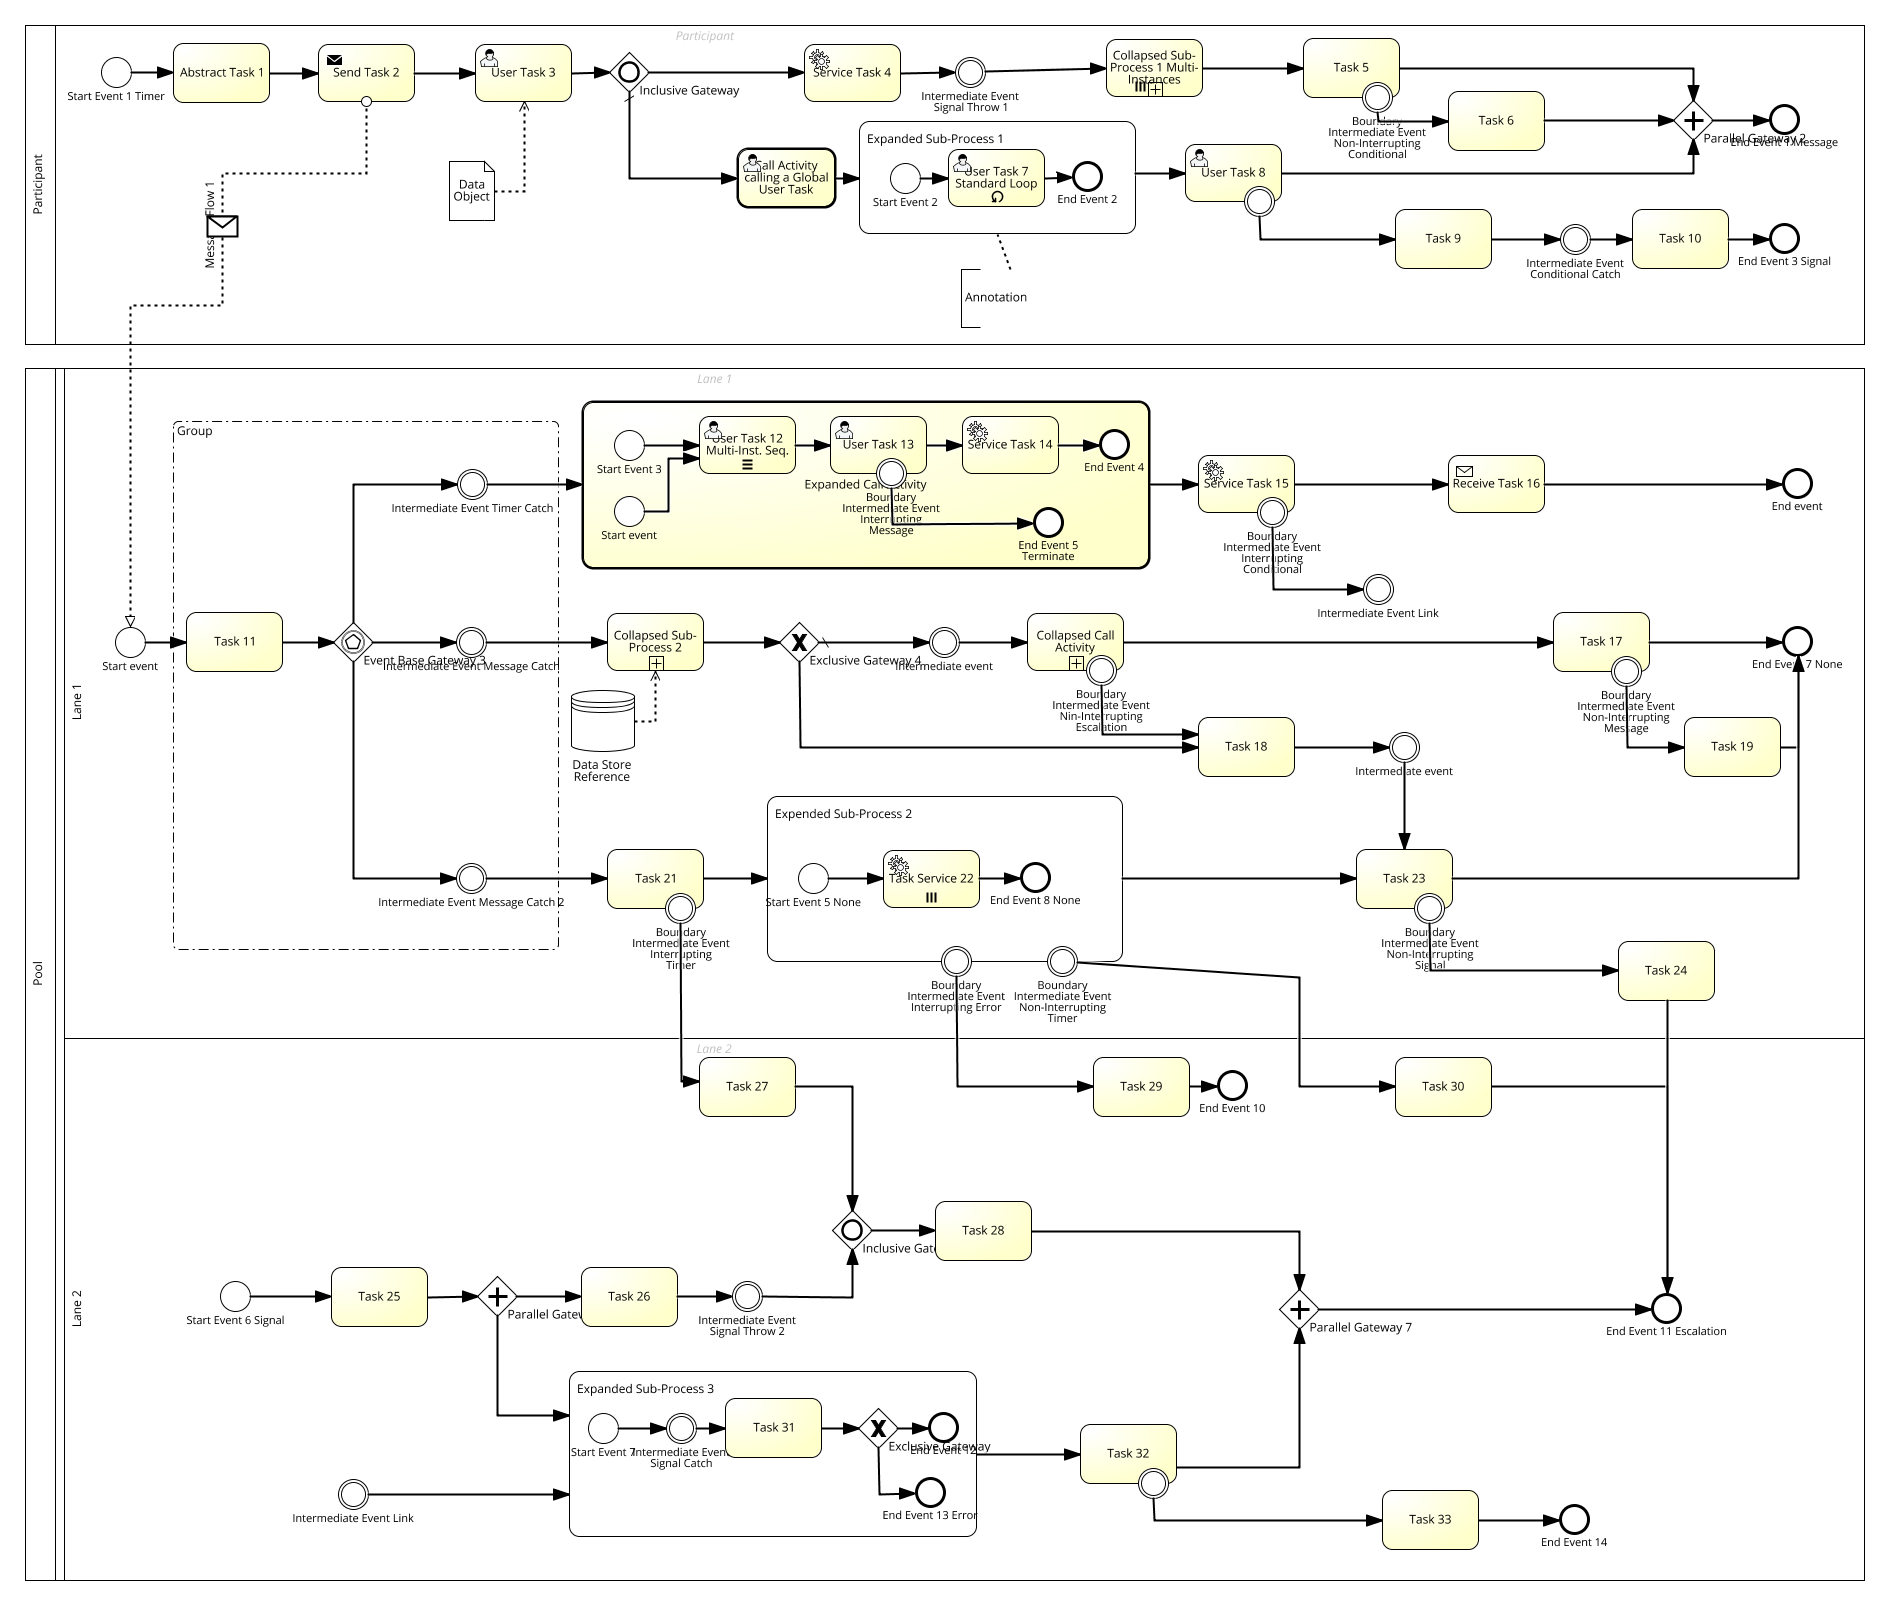 Participant
Participant
Start Event 1 Timer
Abstract Task 1
Send Task 2
User Task 3
Inclusive Gateway
Service Task 4
Intermediate Event
Signal Throw 1
Collapsed Sub-
Process 1 Multi-
Instances
Task 5
Boundary
Intermediate Event
Non-Interrupting
Conditional
Task 6
Parallel Gateway 2
End Event 1 Message
Message Flow 1
Data
Object
Call Activity
calling a Global
User Task
Expanded Sub-Process 1
Start Event 2
User Task 7
Standard Loop
End Event 2
User Task 8
Task 9
Intermediate Event
Conditional Catch
Task 10
End Event 3 Signal
Annotation
Pool
Lane 1
Lane 1
Group
Intermediate Event Timer Catch
Start Event 3
Start event
User Task 12
Multi-Inst. Seq.
User Task 13
Service Task 14
End Event 4
Expanded Call Activity
Boundary
Intermediate Event
Interrupting
Message
End Event 5
Terminate
Service Task 15
Boundary
Intermediate Event
Interrupting
Conditional
Receive Task 16
End event
Intermediate Event Link
Start event
Task 11
Event Base Gateway 3
Intermediate Event Message Catch
Collapsed Sub-
Process 2
Exclusive Gateway 4
Intermediate event
Collapsed Call
Activity
Boundary
Intermediate Event
Nin-Interrupting
Escalation
Task 17
Boundary
Intermediate Event
Non-Interrupting
Message
End Event 7 None
Data Store
Reference
Task 18
Intermediate event
Task 19
Expended Sub-Process 2
Intermediate Event Message Catch 2
Task 21
Boundary
Intermediate Event
Interrupting
Timer
Start Event 5 None
Task Service 22
End Event 8 None
Boundary
Intermediate Event
Interrupting Error
Boundary
Intermediate Event
Non-Interrupting
Timer
Task 23
Boundary
Intermediate Event
Non-Interrupting
Signal
Task 24
Lane 2
Lane 2
Task 27
Task 29
End Event 10
Task 30
Inclusive Gat
Task 28
Start Event 6 Signal
Task 25
Parallel Gatew
Task 26
Intermediate Event
Signal Throw 2
Parallel Gateway 7
End Event 11 Escalation
Expanded Sub-Process 3
Start Event 7
Intermediate Even
Signal Catch
Task 31
Exclusive Gateway
End Event 12
End Event 13 Error
Intermediate Event Link
Task 32
Task 33
End Event 14